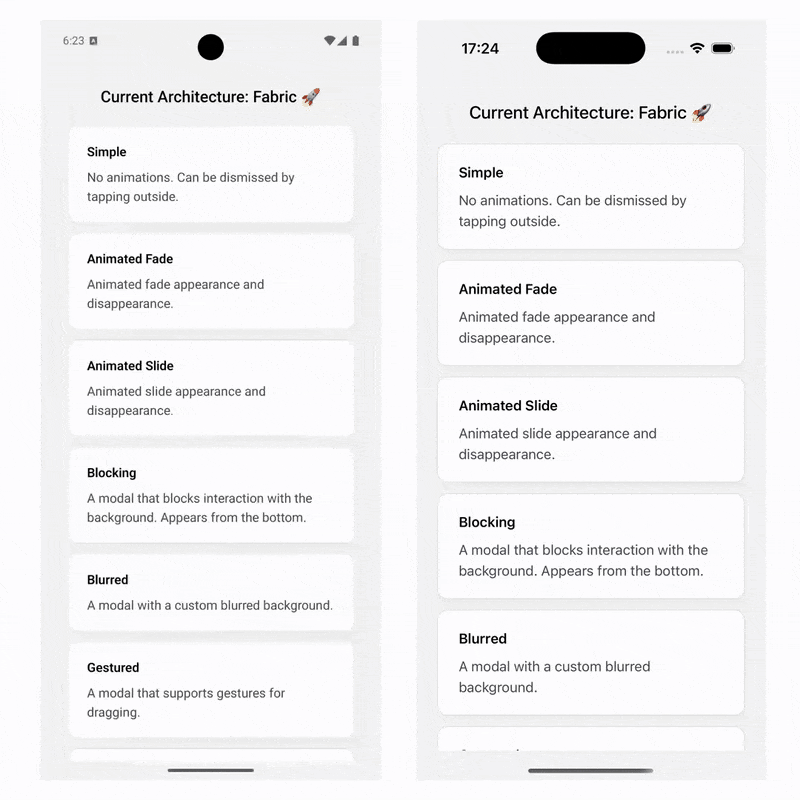 6:23
Current Architecture: Fabric 🚀
Simple
No animations. Can be dismissed by
tapping outside.
Animated Fade
Animated fade appearance and
disappearance.
Animated Slide
Animated slide appearance and
disappearance.
Blocking
A modal that blocks interaction with the
background. Appears from the bottom.
Blurred
A modal with a custom blurred background.
Gestured
A modal that supports gestures for
dragging.
17:24
Current Architecture: Fabric 🚀
Simple
No animations. Can be dismissed by
tapping outside.
Animated Fade
Animated fade appearance and
disappearance.
Animated Slide
Animated slide appearance and
disappearance.
Blocking
A modal that blocks interaction with the
background. Appears from the bottom.
Blurred
A modal with a custom blurred
background.